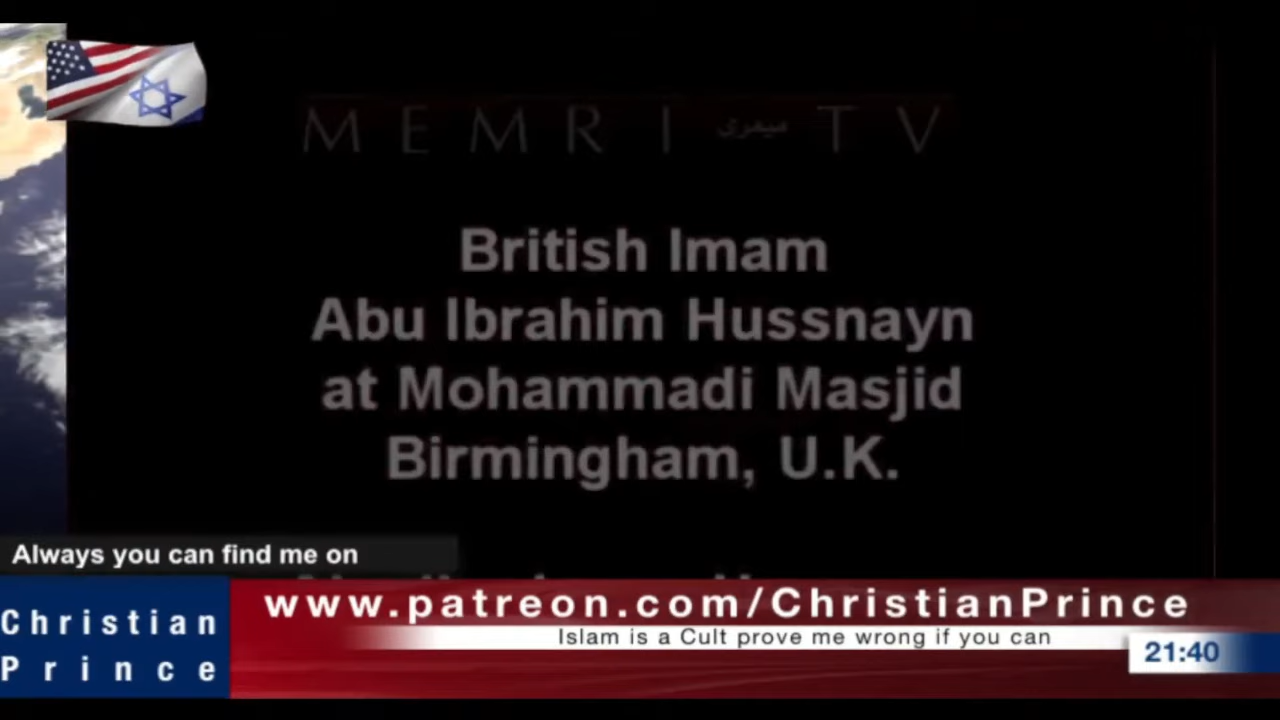 MEMRI ميمري TV
British Imam
Abu Ibrahim Hussnayn
at Mohammadi Masjid
Birmingham, U.K.
Always you can find me on
www.patreon.com/ChristianPrince
Islam is a Cult prove me wrong if you can
Christian
Prince
21:40